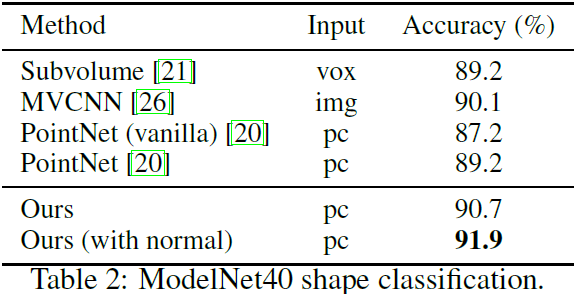 Method Input Accuracy (%)
Subvolume [21] vox 89.2
MVCNN [26] img 90.1
PointNet (vanilla) [20] pc 87.2
PointNet [20] pc 89.2
Ours pc 90.7
Ours (with normal) pc 91.9
Table 2: ModelNet40 shape classification.